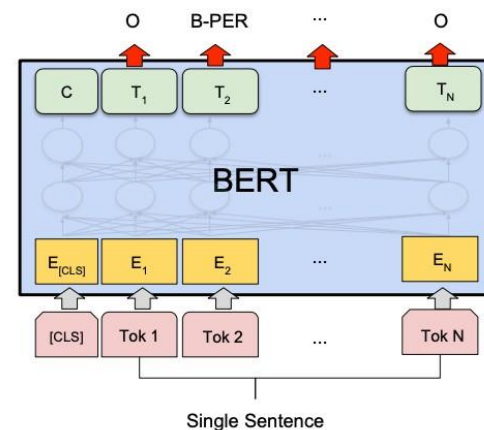 O B-PER ... O
C T1 T2 ... TN
...
BERT
...
E[CLS] E1 E2 ... EN
[CLS] Tok 1 Tok 2 ... Tok N
Single Sentence